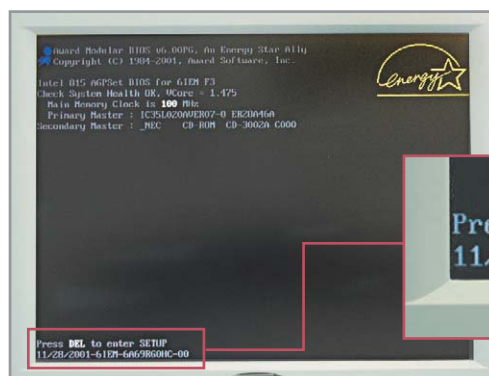 Award Modular BIOS v6.00PG, An Energy Star Ally
Copyright (C) 1984-2001, Award Software, Inc.
energy
Intel 815 AGPSet BIOS for 6IEM F3
Check System Health OK, VCore = 1.475
Main Memory Clock is 100 MHz
Primary Master : IC35L020AVER07-0 ER2OA46A
Secondary Master : _NEC CD-ROM CD-3002A C000
Pre
11/
Press DEL to enter SETUP
11/28/2001-6IEM-6A69RG0HC-00